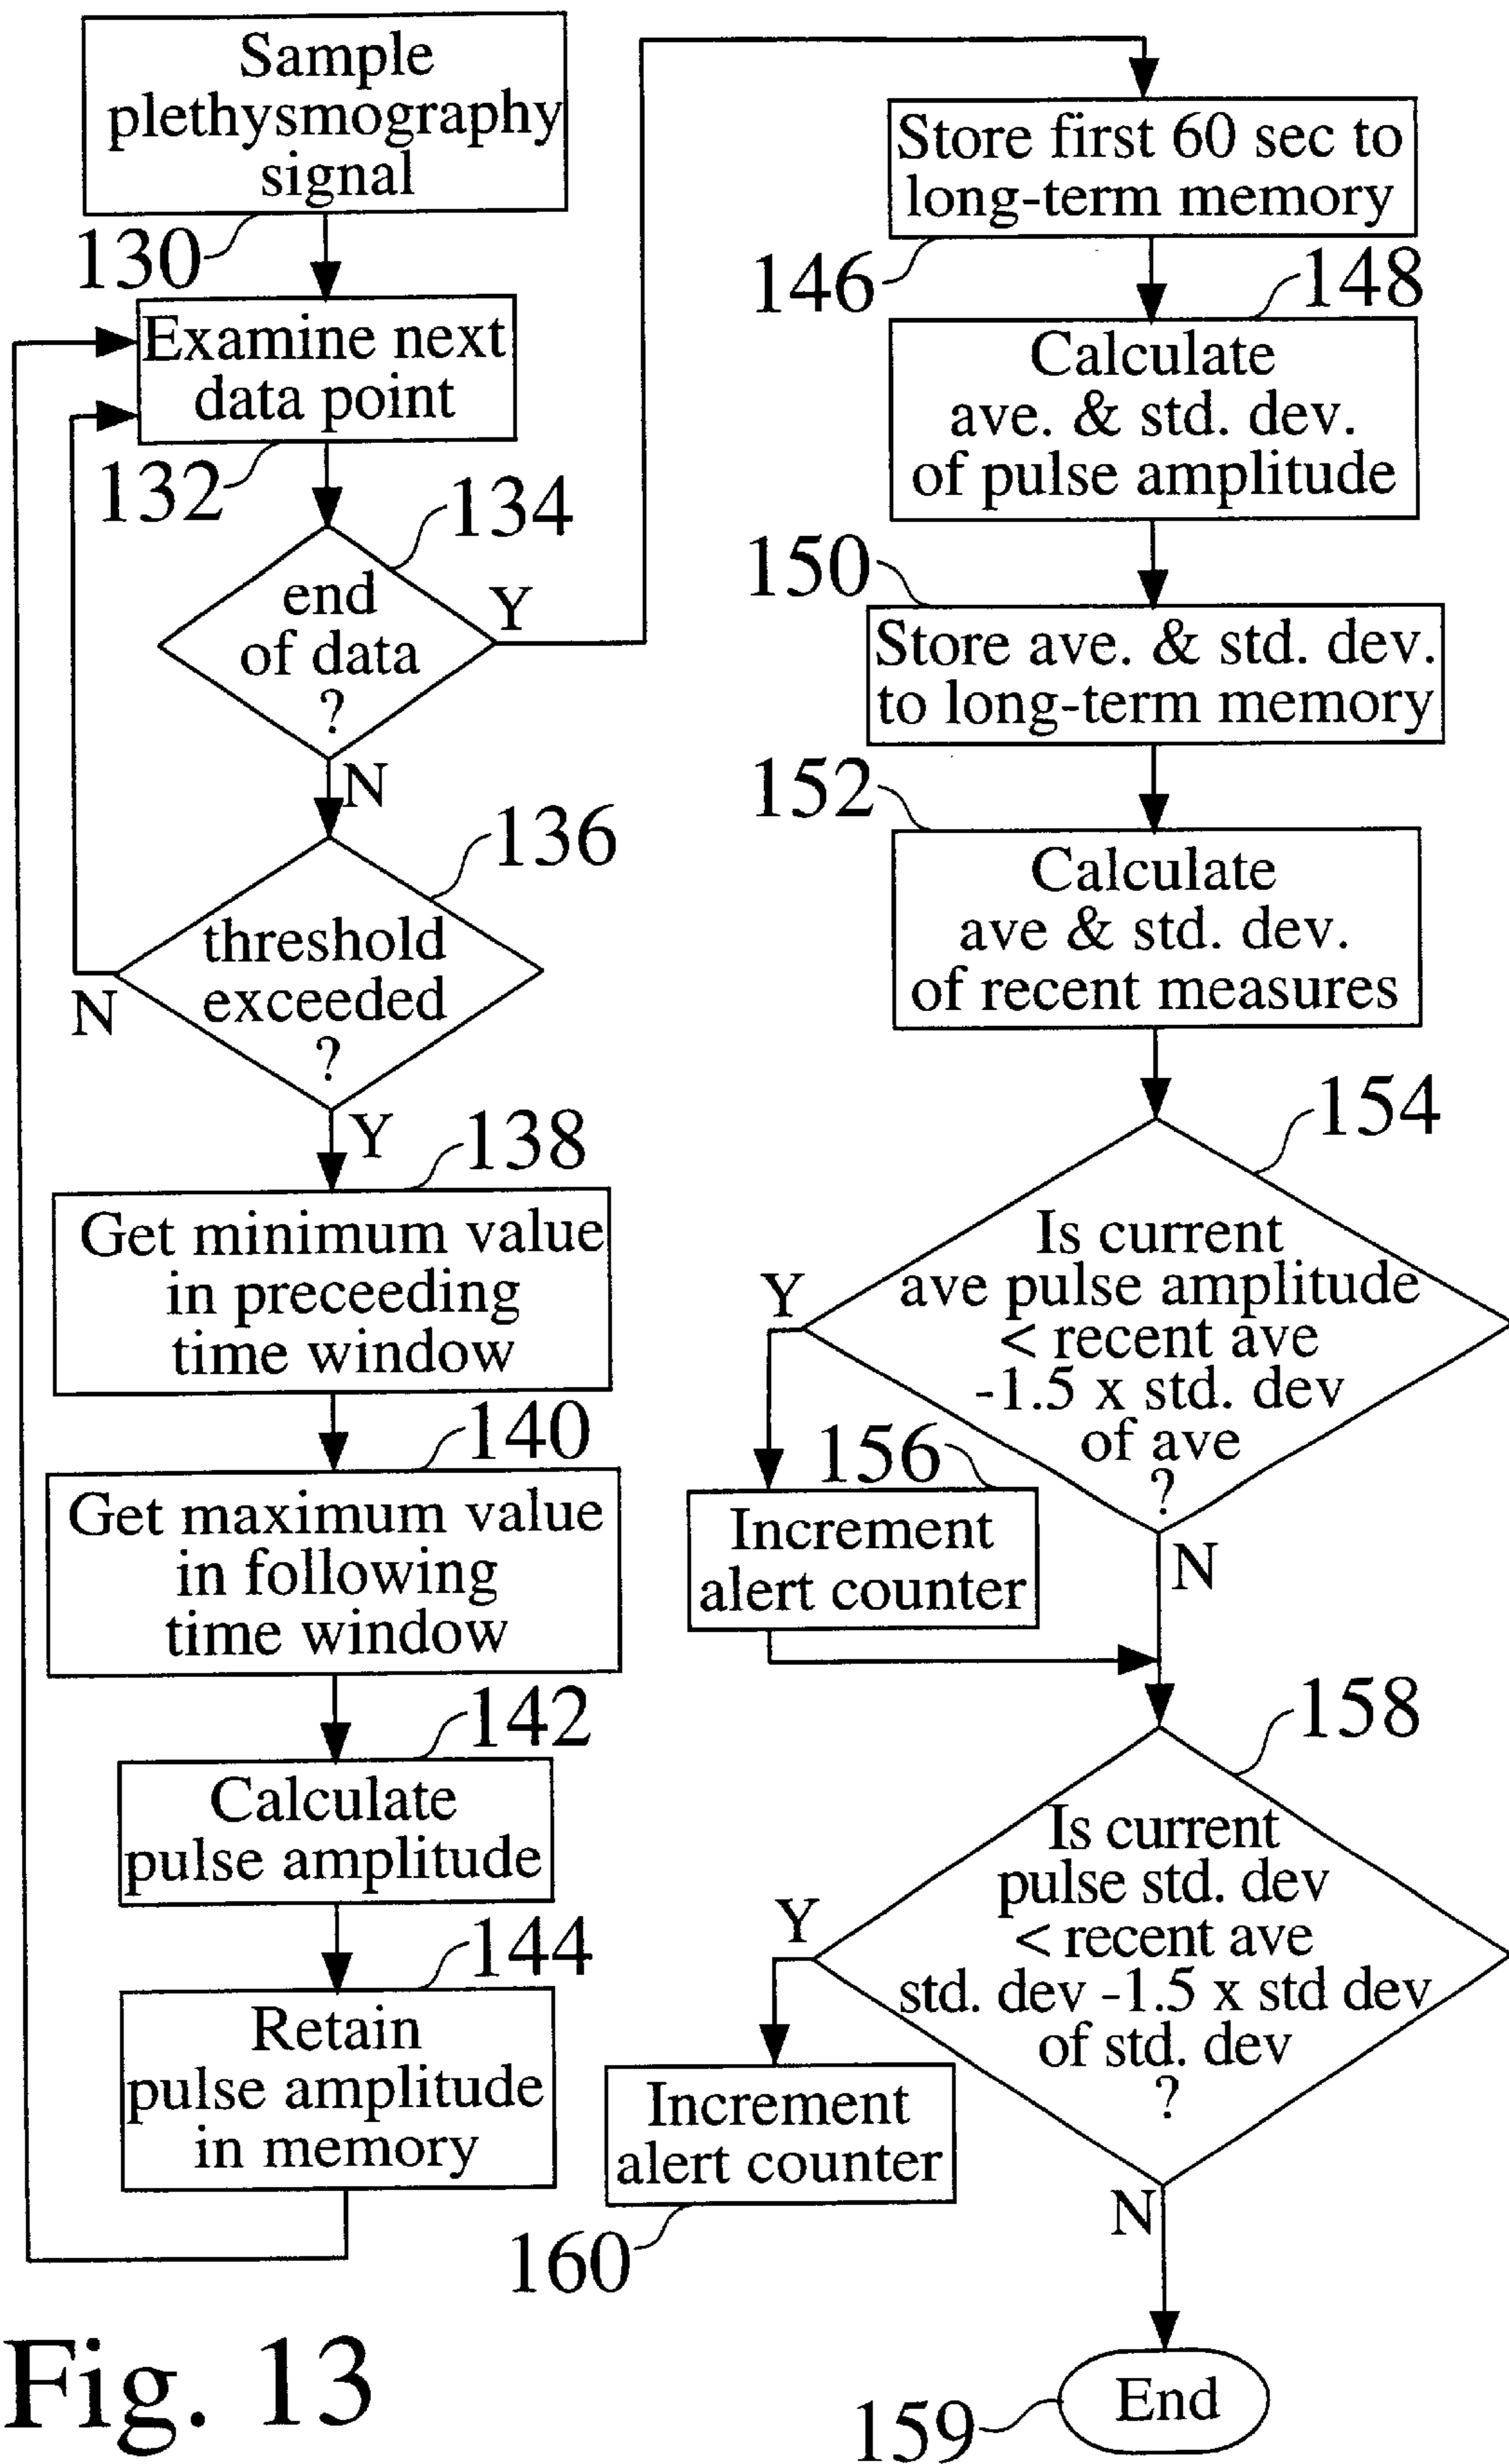 Sample
plethysmography
signal
130
Examine next
data point
132
134
end
of data
?
Y
N
136
threshold
exceeded
?
N
Y
138
Get minimum value
in preceeding
time window
140
Get maximum value
in following
time window
142
Calculate
pulse amplitude
144
Retain
pulse amplitude
in memory
Store first 60 sec to
long-term memory
146
148
Calculate
ave. & std. dev.
of pulse amplitude
150
Store ave. & std. dev.
to long-term memory
152
Calculate
ave & std. dev.
of recent measures
154
Is current
ave pulse amplitude
< recent ave
-1.5 x std. dev
of ave
?
Y
N
156
Increment
alert counter
158
Is current
pulse std. dev
< recent ave
std. dev -1.5 x std dev
of std. dev
?
Y
N
Increment
alert counter
160
End
159
Fig. 13